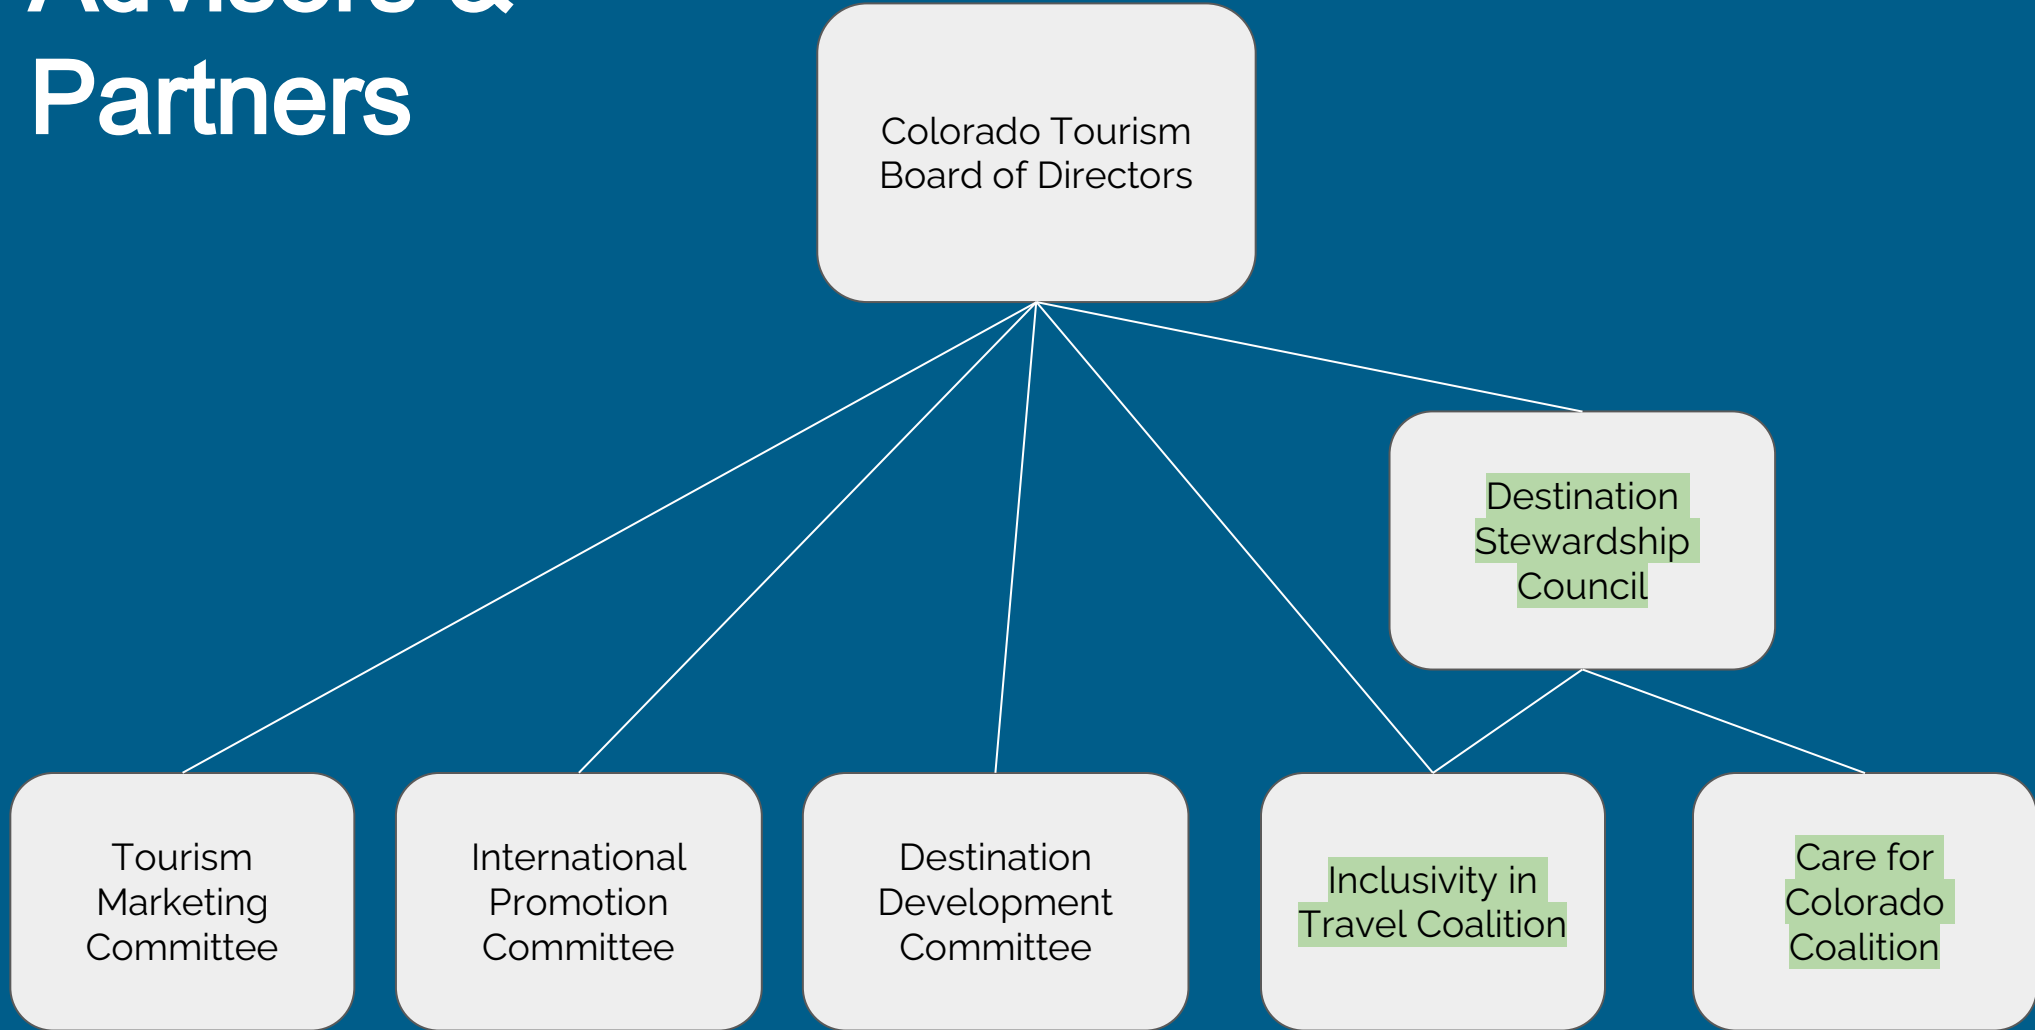 Advisors &
Partners
Colorado Tourism
Board of Directors
Destination
Stewardship
Council
Tourism
Marketing
Committee
International
Promotion
Committee
Destination
Development
Committee
Inclusivity in
Travel Coalition
Care for
Colorado
Coalition